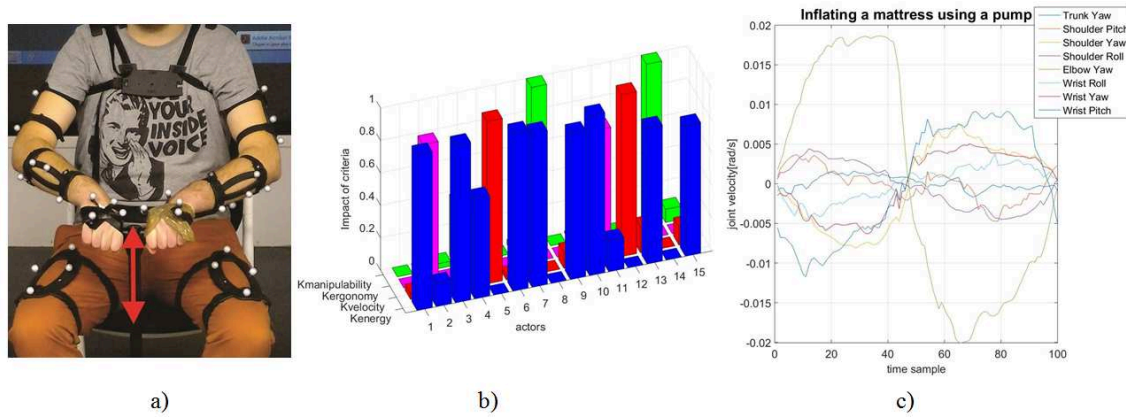 YOUR
INSIDE
VOICE
a)
Impact of criteria
1
0.8
0.6
0.4
0.2
0
Kmanipulability
Kergonomy
Kvelocity
Kenergy
1
2
3
4
5
6
7
8
9
10
11
12
13
14
15
actors
b)
Inflating a mattress using a pump
Trunk Yaw
Shoulder Pitch
Shoulder Yaw
Shoulder Roll
Elbow Yaw
Wrist Roll
Wrist Yaw
Wrist Pitch
joint velocity[rad/s]
0.02
0.015
0.01
0.005
0
-0.005
-0.01
-0.015
-0.02
0
20
40
60
80
100
time sample
c)